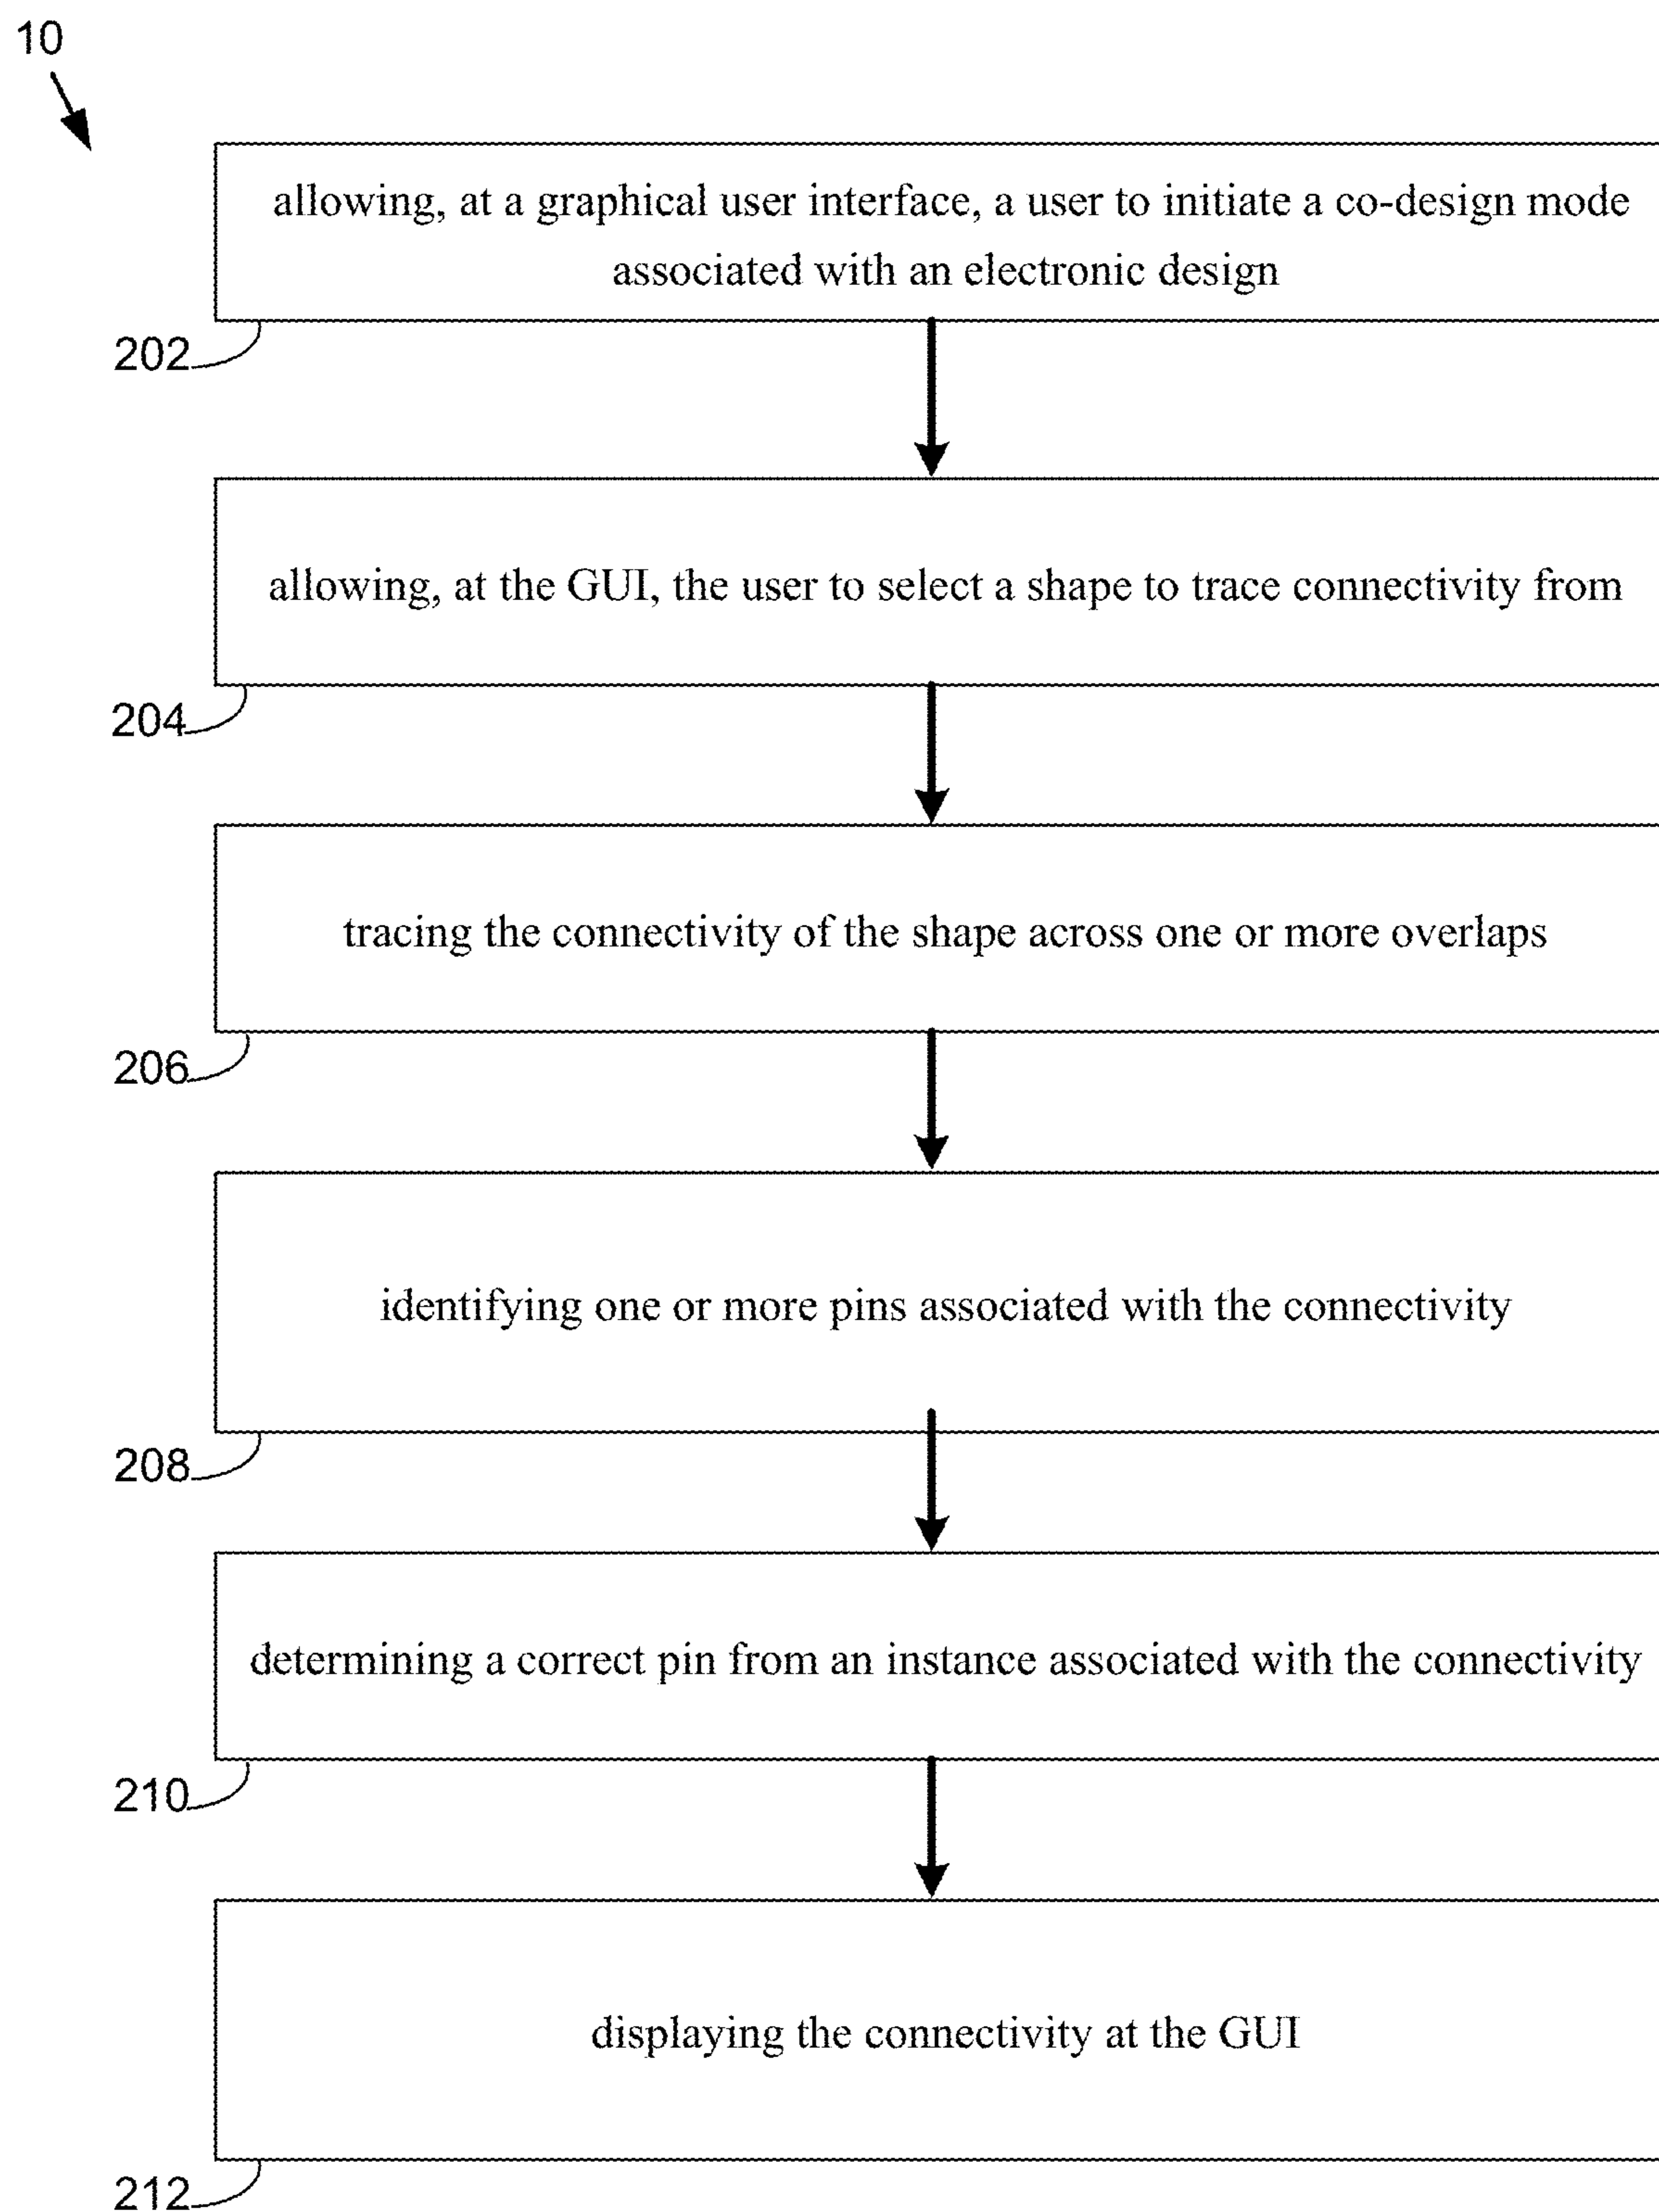 10
allowing, at a graphical user interface, a user to initiate a co-design mode
associated with an electronic design
202
allowing, at the GUI, the user to select a shape to trace connectivity from
204
tracing the connectivity of the shape across one or more overlaps
206
identifying one or more pins associated with the connectivity
208
determining a correct pin from an instance associated with the connectivity
210
displaying the connectivity at the GUI
212